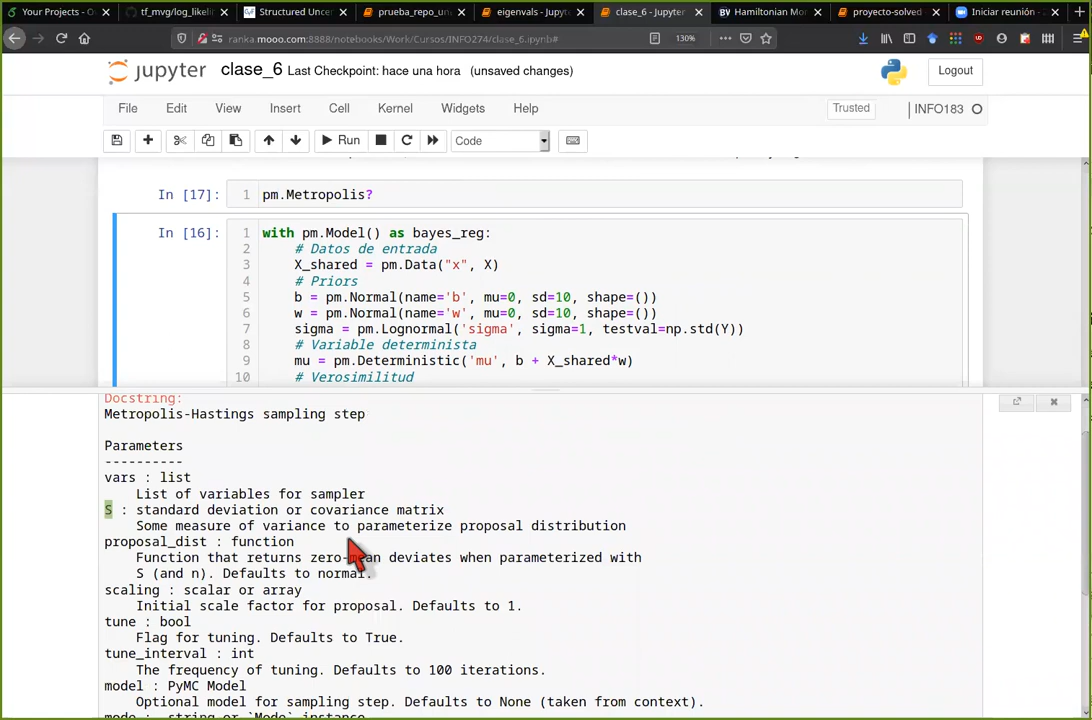 Your Projects - O
tf_mvg/log_likeli
Structured Uncer
prueba_repo_un
eigenvals - Jupyt
clase_6 - Jupyter
Hamiltonian Mon
proyecto-solved
Iniciar reunión - Z
ranka.mooo.com:8888/notebooks/Work/Cursos/INFO274/clase_6.ipynb#
130%
jupyter clase_6 Last Checkpoint: hace una hora (unsaved changes)
Logout
File Edit View Insert Cell Kernel Widgets Help
Trusted INFO183
Run Code
In [17]: 1 pm.Metropolis?
In [16]: 1 with pm.Model() as bayes_reg:
2 # Datos de entrada
3 X_shared = pm.Data("x", X)
4 # Priors
5 b = pm.Normal(name='b', mu=0, sd=10, shape=())
6 w = pm.Normal(name='w', mu=0, sd=10, shape=())
7 sigma = pm.Lognormal('sigma', sigma=1, testval=np.std(Y))
8 # Variable determinista
9 mu = pm.Deterministic('mu', b + X_shared*w)
10 # Verosimilitud
Docstring:
Metropolis-Hastings sampling step
Parameters
----------
vars : list
List of variables for sampler
S : standard deviation or covariance matrix
Some measure of variance to parameterize proposal distribution
proposal_dist : function
Function that returns zero-mean deviates when parameterized with
S (and n). Defaults to normal.
scaling : scalar or array
Initial scale factor for proposal. Defaults to 1.
tune : bool
Flag for tuning. Defaults to True.
tune_interval : int
The frequency of tuning. Defaults to 100 iterations.
model : PyMC Model
Optional model for sampling step. Defaults to None (taken from context).
mode : string or `Mode` instance.